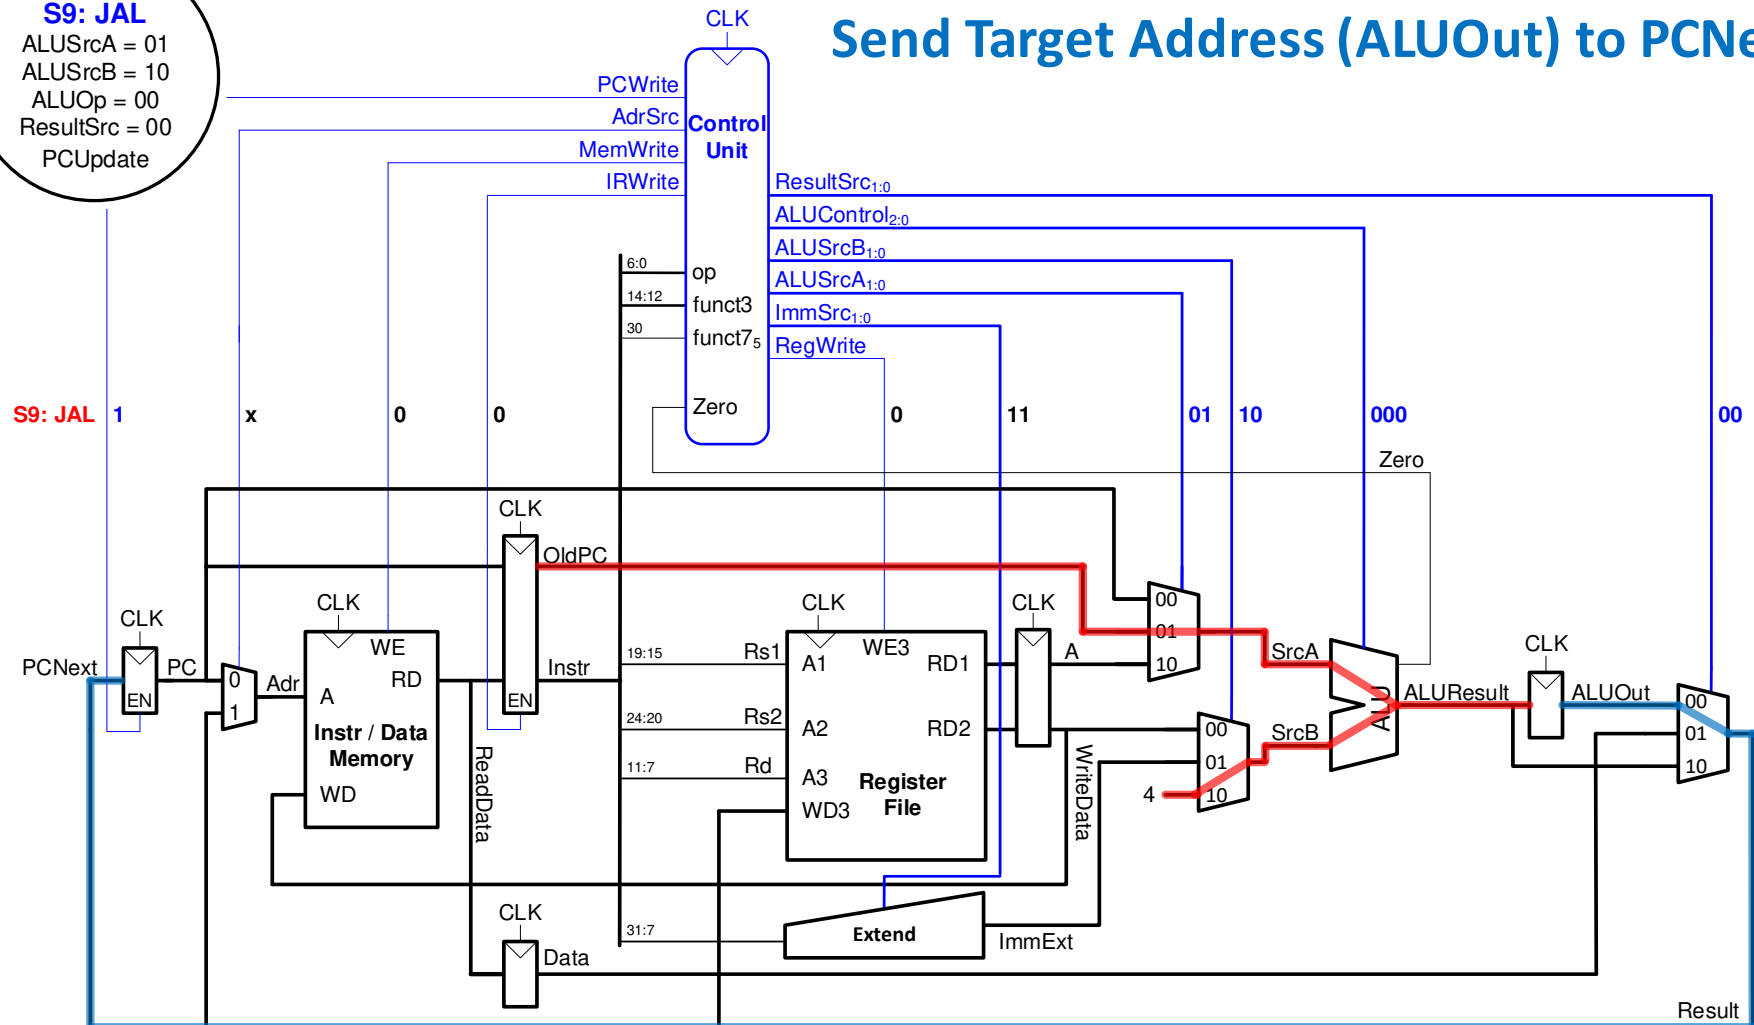 S9: JAL
ALUSrcA = 01
ALUSrcB = 10
ALUOp = 00
ResultSrc = 00
PCUpdate
Send Target Address (ALUOut) to PCNe
CLK
PCWrite
AdrSrc
MemWrite
IRWrite
Control
Unit
ResultSrc1:0
ALUControl2:0
ALUSrcB1:0
ALUSrcA1:0
ImmSrc1:0
RegWrite
6:0
op
14:12
funct3
30
funct75
Zero
S9: JAL
1
x
0
0
0
11
01
10
000
00
Zero
CLK
OldPC
CLK
PCNext
EN
PC
0
1
Adr
CLK
WE
RD
A
Instr / Data
Memory
WD
EN
Instr
ReadData
19:15
Rs1
24:20
Rs2
11:7
Rd
31:7
CLK
WE3
A1
RD1
A2
RD2
A3
WD3
Register
File
CLK
A
WriteData
00
01
10
00
01
10
4
SrcA
SrcB
ALU
ALUResult
CLK
ALUOut
00
01
10
Extend
ImmExt
CLK
Data
Result